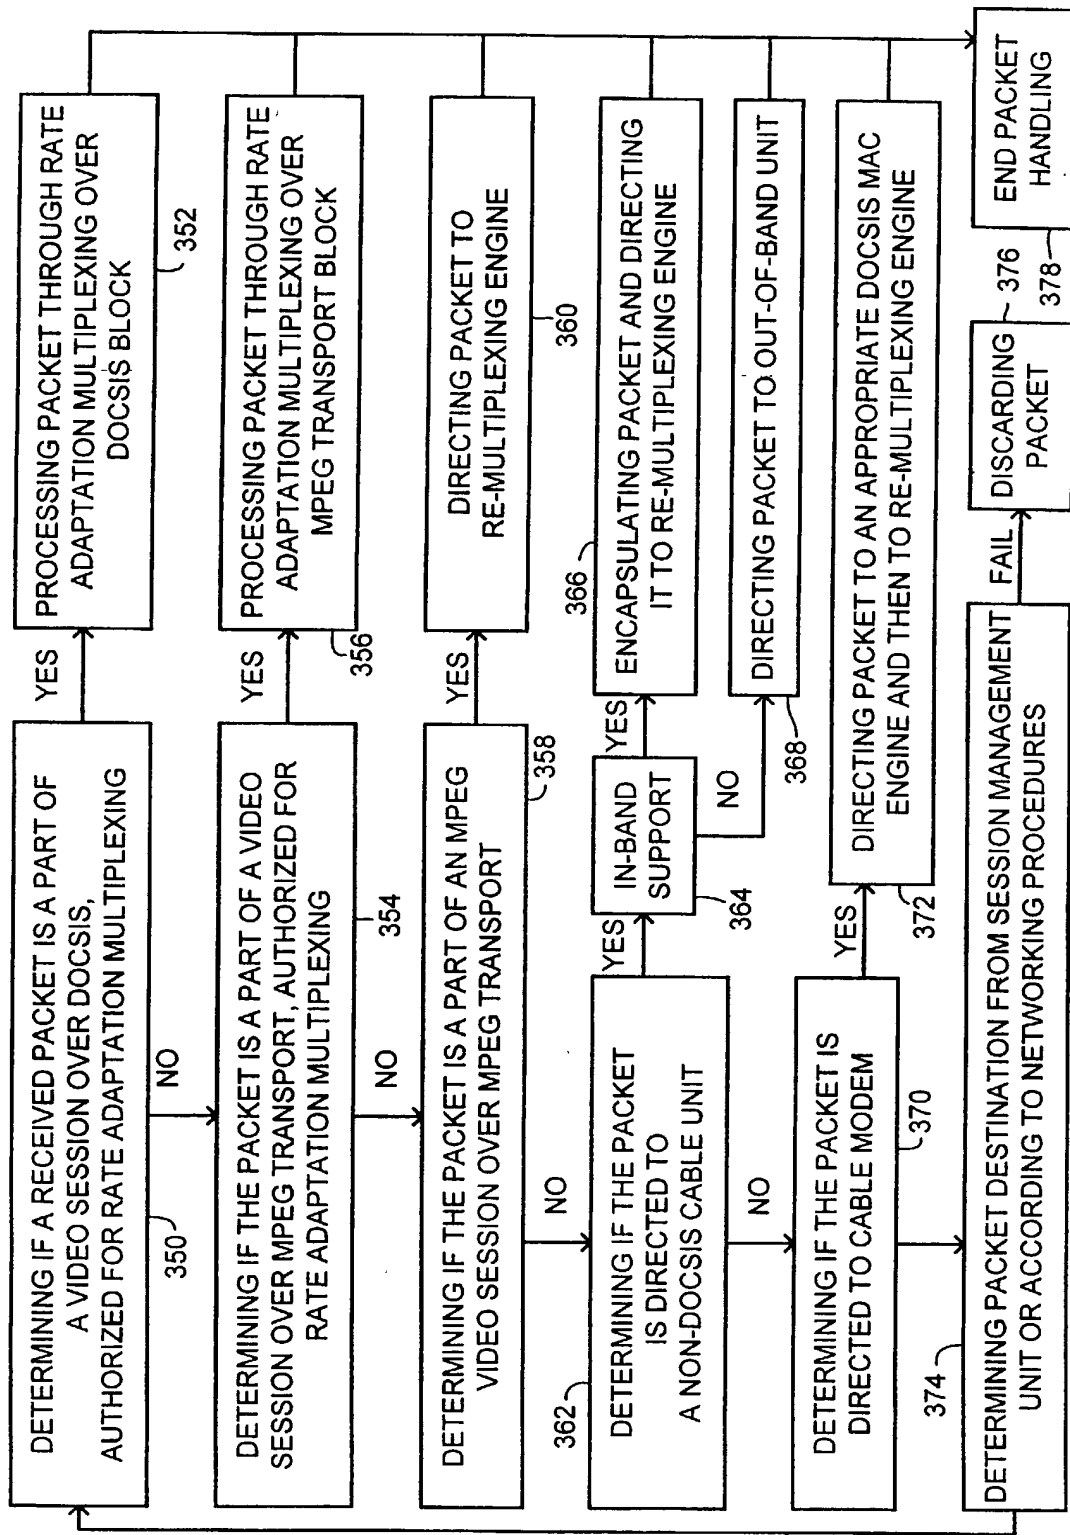 DETERMINING IF A RECEIVED PACKET IS A PART OF
A VIDEO SESSION OVER DOCSIS,
AUTHORIZED FOR RATE ADAPTATION MULTIPLEXING
350
YES
PROCESSING PACKET THROUGH RATE
ADAPTATION MULTIPLEXING OVER
DOCSIS BLOCK
352
NO
DETERMINING IF THE PACKET IS A PART OF A VIDEO
SESSION OVER MPEG TRANSPORT, AUTHORIZED FOR
RATE ADAPTATION MULTIPLEXING
354
YES
PROCESSING PACKET THROUGH RATE
ADAPTATION MULTIPLEXING OVER
MPEG TRANSPORT BLOCK
356
NO
DETERMINING IF THE PACKET IS A PART OF AN MPEG
VIDEO SESSION OVER MPEG TRANSPORT
358
YES
DIRECTING PACKET TO
RE-MULTIPLEXING ENGINE
360
NO
DETERMINING IF THE PACKET
IS DIRECTED TO
A NON-DOCSIS CABLE UNIT
362
YES
IN-BAND
SUPPORT
364
YES
ENCAPSULATING PACKET AND DIRECTING
IT TO RE-MULTIPLEXING ENGINE
366
NO
DIRECTING PACKET TO OUT-OF-BAND UNIT
368
NO
DETERMINING IF THE PACKET IS
DIRECTED TO CABLE MODEM
370
YES
DIRECTING PACKET TO AN APPROPRIATE DOCSIS MAC
ENGINE AND THEN TO RE-MULTIPLEXING ENGINE
372
374
DETERMINING PACKET DESTINATION FROM SESSION MANAGEMENT
UNIT OR ACCORDING TO NETWORKING PROCEDURES
FAIL
DISCARDING
PACKET
376
END PACKET
HANDLING
378